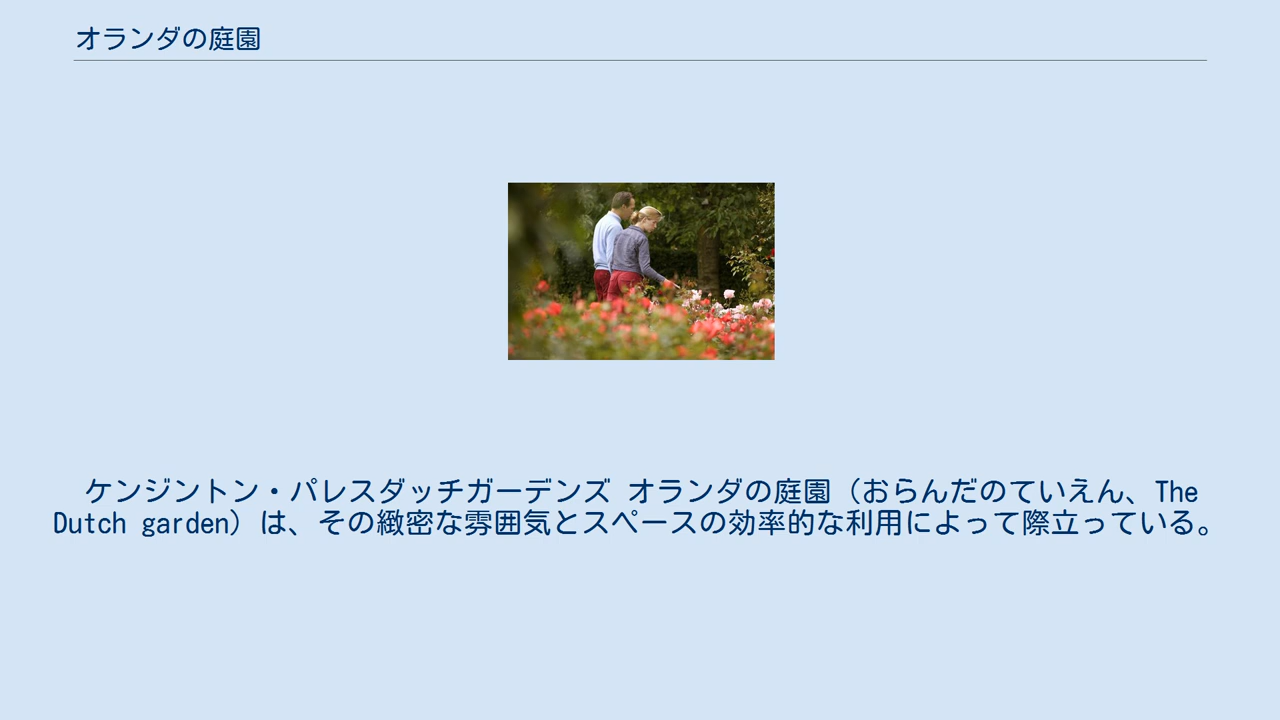 オランダの庭園
ケンジントン・パレスダッチガーデンズ オランダの庭園（おらんだのていえん、The
Dutch garden）は、その緻密な雰囲気とスペースの効率的な利用によって際立っている。